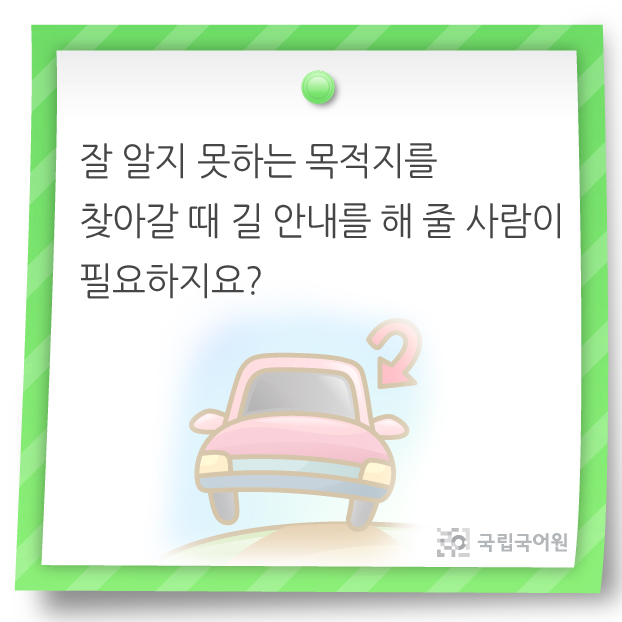 잘 알지 못하는 목적지를
찾아갈 때 길 안내를 해 줄 사람이
필요하지요?
국립국어원